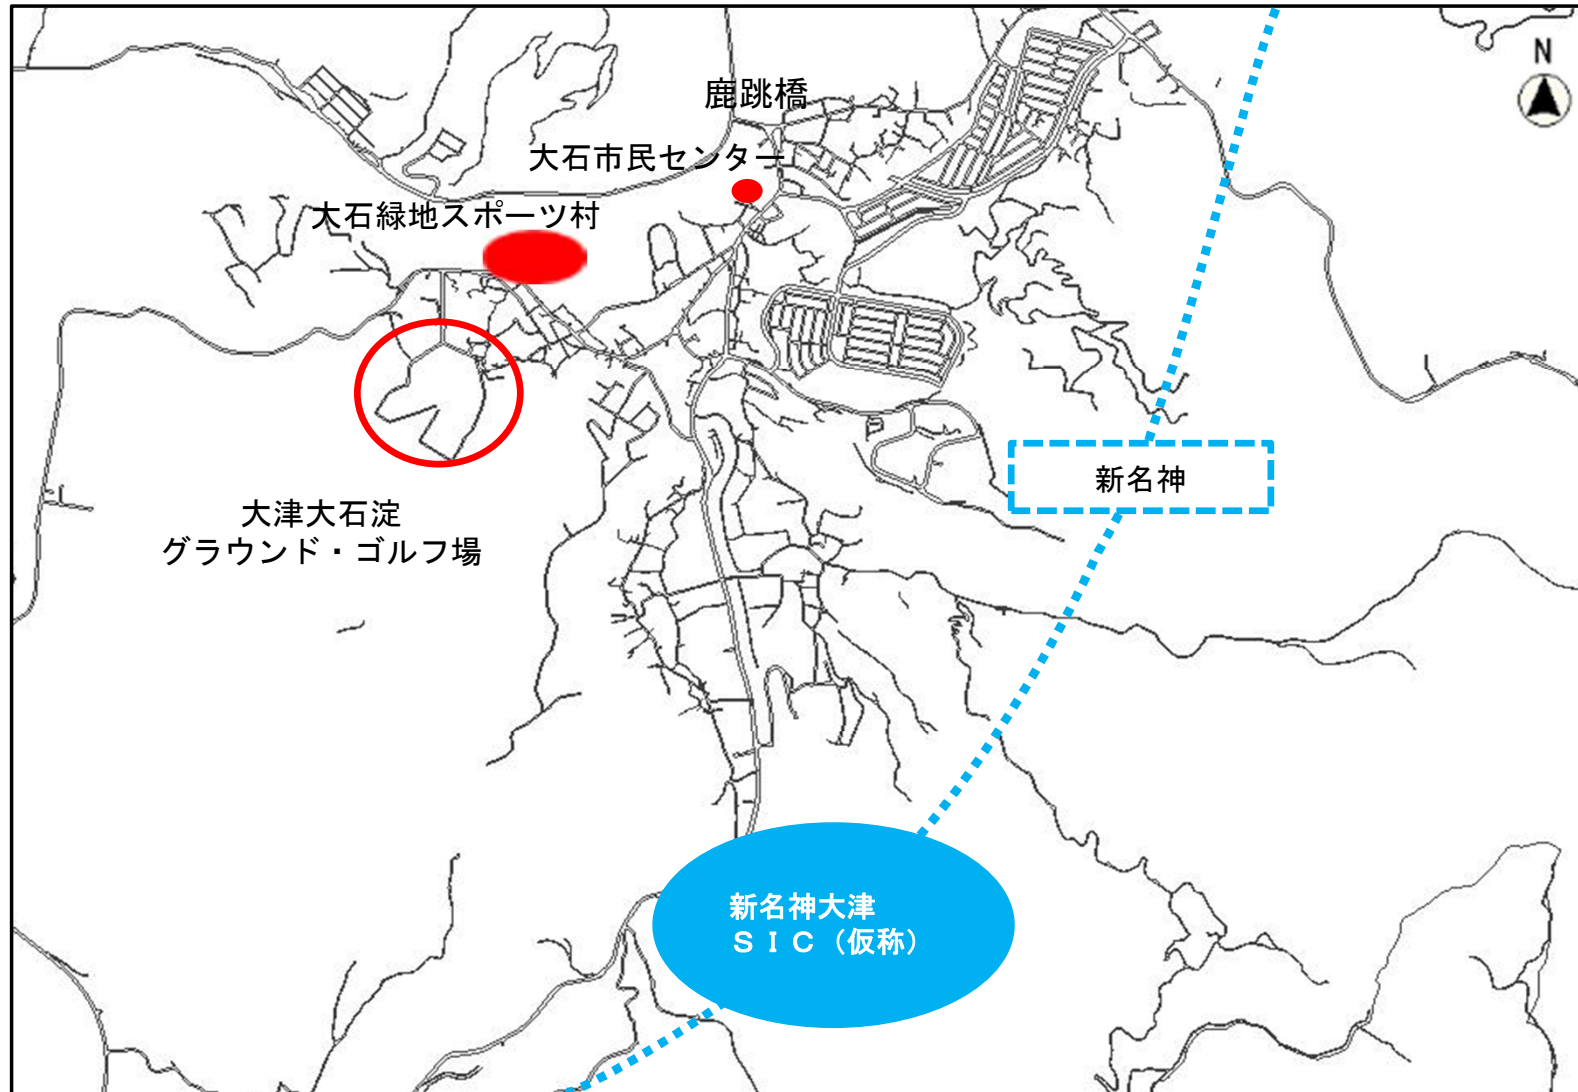 N
鹿跳橋
大石市民センター
大石緑地スポーツ村
新名神
大津大石淀
グラウンド・ゴルフ場
新名神大津
ＳＩＣ（仮称）